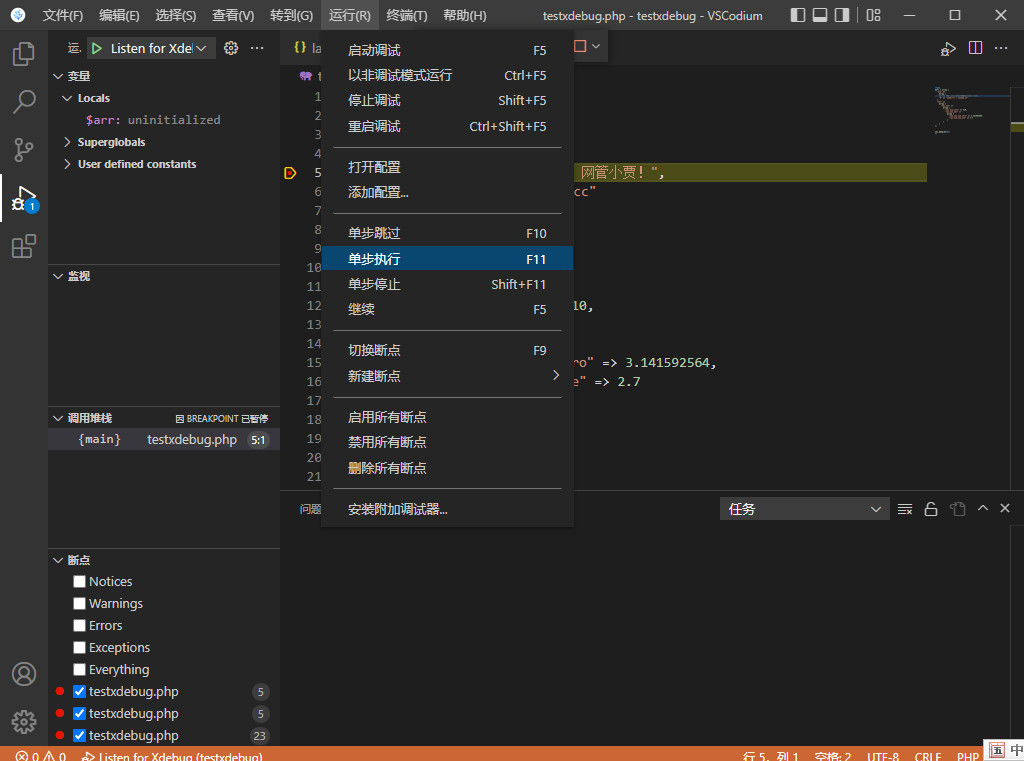 文件(F) 编辑(E) 选择(S) 查看(V) 转到(G) 运行(R) 终端(T) 帮助(H) testxdebug.php - testxdebug - VSCodium
运. Listen for Xdel
变量
Locals
$arr: uninitialized
Superglobals
User defined constants
监视
调用堆栈 因 BREAKPOINT 已暂停
{main} testxdebug.php 5:1
断点
Notices
Warnings
Errors
Exceptions
Everything
testxdebug.php 5
testxdebug.php 5
testxdebug.php 23
{} la
1
2
3
4
5 网管小贾! ",
6 cc"
7
8
9
10
11
12 10,
13
14
15 ro" => 3.141592564,
16 e" => 2.7
17
18
19
20
21
启动调试 F5
以非调试模式运行 Ctrl+F5
停止调试 Shift+F5
重启调试 Ctrl+Shift+F5
打开配置
添加配置...
单步跳过 F10
单步执行 F11
单步停止 Shift+F11
继续 F5
切换断点 F9
新建断点
启用所有断点
禁用所有断点
删除所有断点
安装附加调试器...
问题
任务
1
0 0 Listen for Xdebug (testxdebug) 行 5，列 1 空格: 2 UTF-8 CRLF PHP
五 中